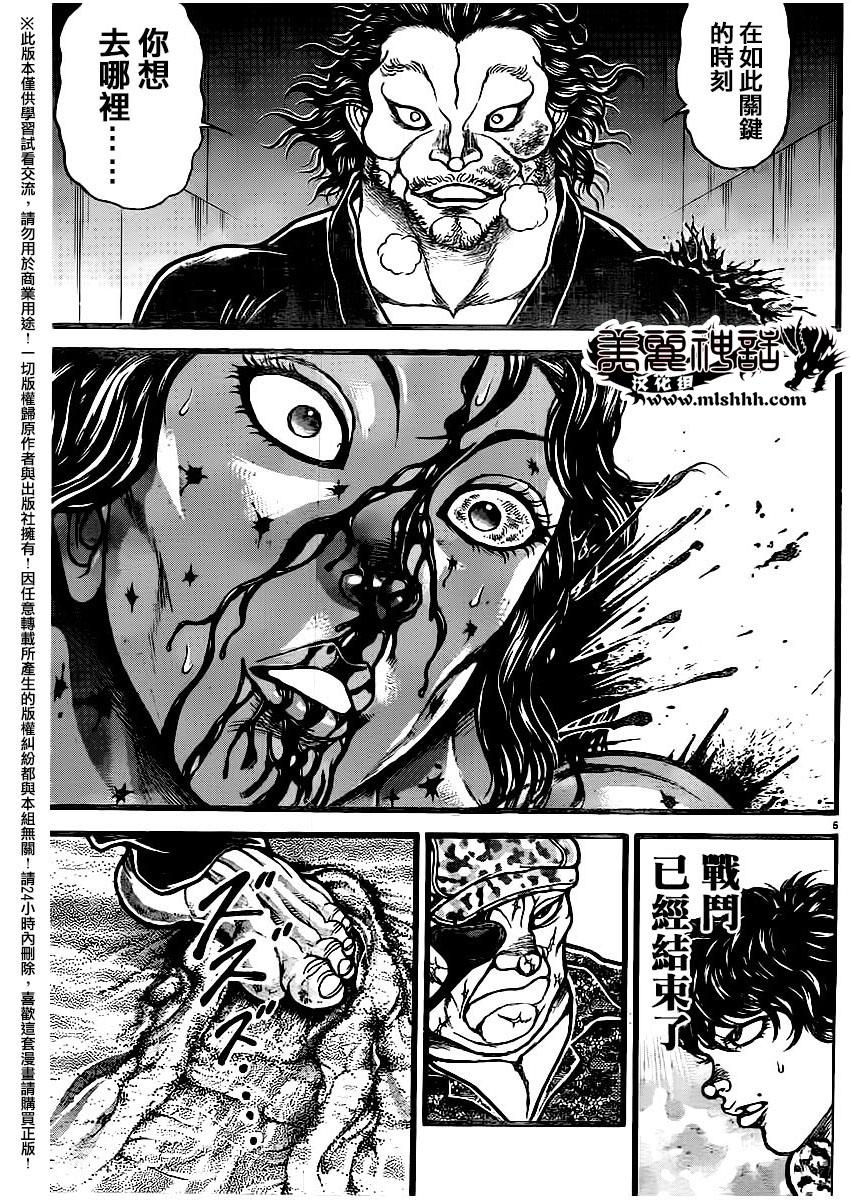 在如此關鍵
的時刻
你想
去哪裡……
美麗神話
汉化组
www.mlshhh.com
5
戰鬥
已經結束了
ズズズ……
※此版本僅供學習試看交流，請勿用於商業用途！一切版權歸原作者與出版社擁有！因任意轉載所產生的版權糾紛都與本組無關！請24小時內刪除，喜歡這套漫畫請購買正版！